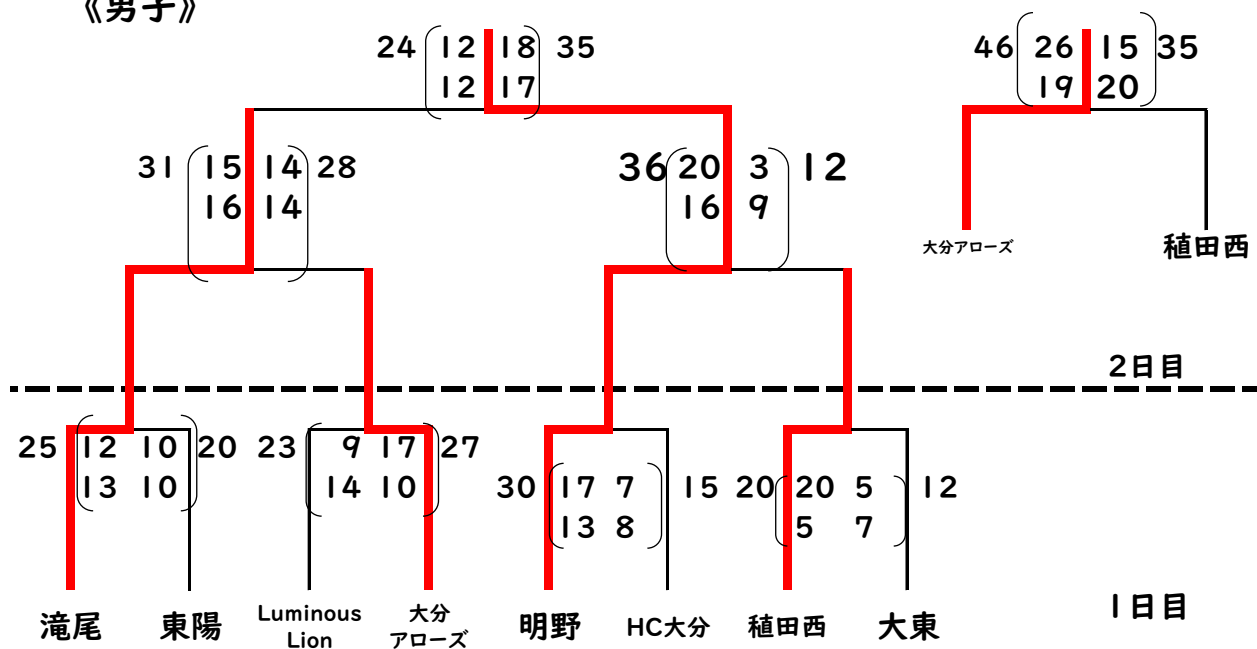 《男子》
24 12 18 35
12 17
46 26 15 35
19 20
31 15 14 28
16 14
36 20 3 12
16 9
大分アローズ
稙田西
2日目
25 12 10 20
13 10
23 9 17 27
14 10
30 17 7 15
13 8
20 20 5 12
5 7
滝尾
東陽
Luminous
Lion
大分
アローズ
明野
HC大分
稙田西
大東
1日目